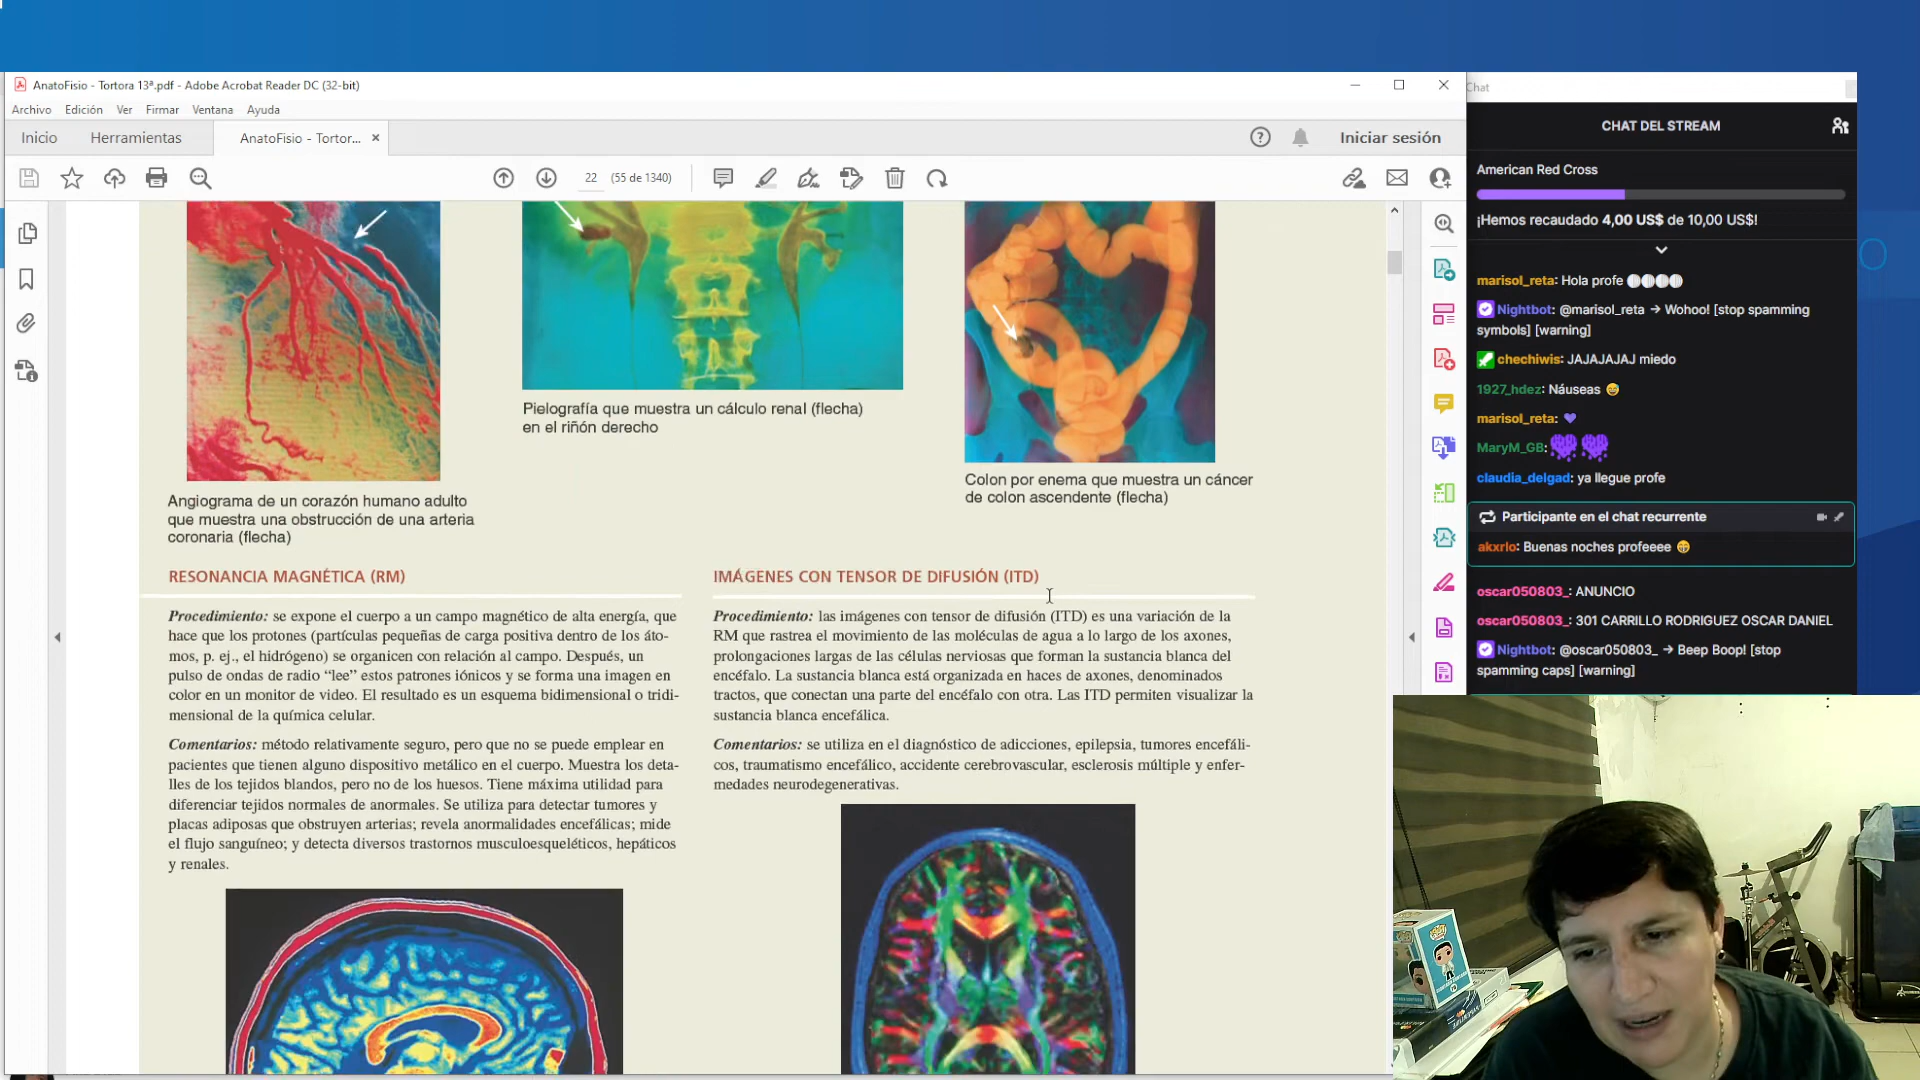 AnatoFisio - Tortora 13ª.pdf - Adobe Acrobat Reader DC (32-bit)
Archivo Edición Ver Firmar Ventana Ayuda
Inicio Herramientas AnatoFisio - Tortor... × Iniciar sesión
22 (55 de 1340)
Pielografía que muestra un cálculo renal (flecha)
en el riñón derecho
Colon por enema que muestra un cáncer
de colon ascendente (flecha)
Angiograma de un corazón humano adulto
que muestra una obstrucción de una arteria
coronaria (flecha)
RESONANCIA MAGNÉTICA (RM)
Procedimiento: se expone el cuerpo a un campo magnético de alta energía, que
hace que los protones (partículas pequeñas de carga positiva dentro de los áto-
mos, p. ej., el hidrógeno) se organicen con relación al campo. Después, un
pulso de ondas de radio “lee” estos patrones iónicos y se forma una imagen en
color en un monitor de video. El resultado es un esquema bidimensional o tridi-
mensional de la química celular.
Comentarios: método relativamente seguro, pero que no se puede emplear en
pacientes que tienen alguno dispositivo metálico en el cuerpo. Muestra los deta-
lles de los tejidos blandos, pero no de los huesos. Tiene máxima utilidad para
diferenciar tejidos normales de anormales. Se utiliza para detectar tumores y
placas adiposas que obstruyen arterias; revela anormalidades encefálicas; mide
el flujo sanguíneo; y detecta diversos trastornos musculoesqueléticos, hepáticos
y renales.
IMÁGENES CON TENSOR DE DIFUSIÓN (ITD)
Procedimiento: las imágenes con tensor de difusión (ITD) es una variación de la
RM que rastrea el movimiento de las moléculas de agua a lo largo de los axones,
prolongaciones largas de las células nerviosas que forman la sustancia blanca del
encéfalo. La sustancia blanca está organizada en haces de axones, denominados
tractos, que conectan una parte del encéfalo con otra. Las ITD permiten visualizar la
sustancia blanca encefálica.
Comentarios: se utiliza en el diagnóstico de adicciones, epilepsia, tumores encefáli-
cos, traumatismo encefálico, accidente cerebrovascular, esclerosis múltiple y enfer-
medades neurodegenerativas.
Chat
CHAT DEL STREAM
American Red Cross
¡Hemos recaudado 4,00 US$ de 10,00 US$!
marisol_reta: Hola profe
Nightbot: @marisol_reta → Wohoo! [stop spamming
symbols] [warning]
chechiwis: JAJAJAJAJ miedo
1927_hdez: Náuseas 😅
marisol_reta: 💜
MaryM_GB:
claudia_delgad: ya llegue profe
Participante en el chat recurrente
akxrlo: Buenas noches profeeee 😁
oscar050803_: ANUNCIO
oscar050803_: 301 CARRILLO RODRIGUEZ OSCAR DANIEL
Nightbot: @oscar050803_ → Beep Boop! [stop
spamming caps] [warning]